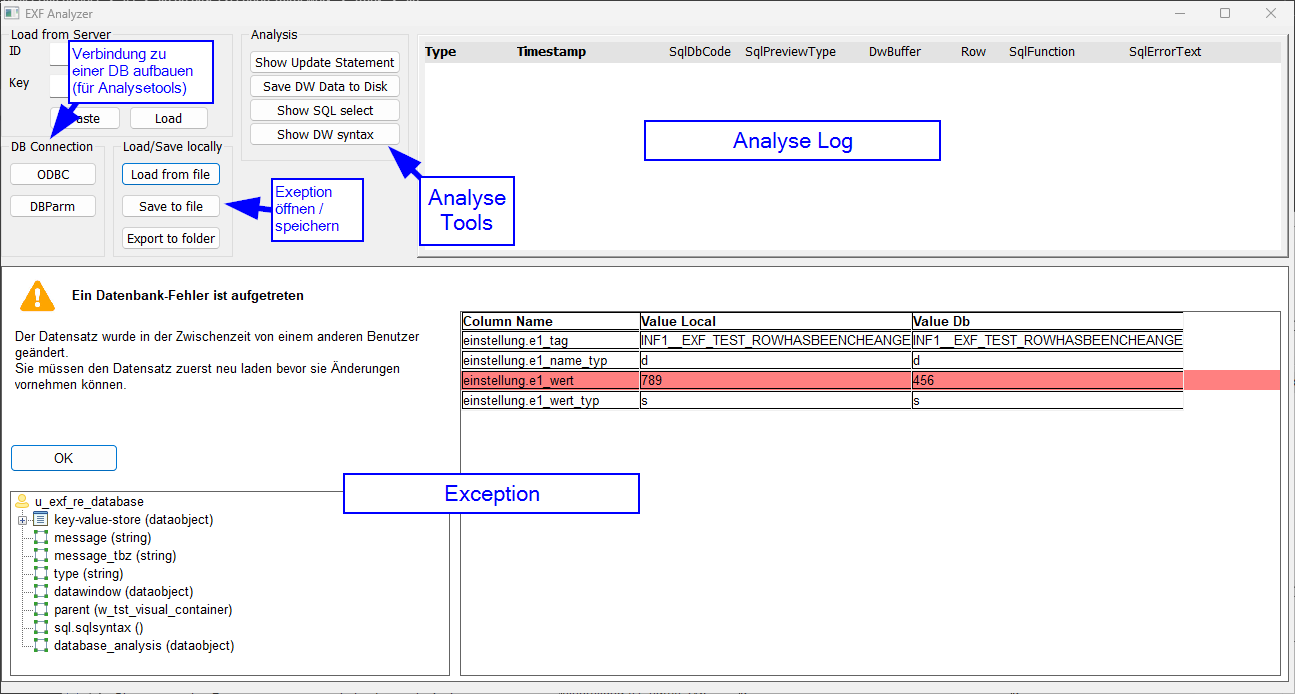 EXF Analyzer
Load from Server
ID
Key
Verbindung zu
einer DB aufbauen
(für Analysetools)
aste
Load
DB Connection
ODBC
DBParm
Load/Save locally
Load from file
Save to file
Export to folder
Exeption
öffnen /
speichern
Analysis
Show Update Statement
Save DW Data to Disk
Show SQL select
Show DW syntax
Analyse
Tools
Type Timestamp SqlDbCode SqlPreviewType DwBuffer Row SqlFunction SqlErrorText
Analyse Log
Ein Datenbank-Fehler ist aufgetreten
Der Datensatz wurde in der Zwischenzeit von einem anderen Benutzer
geändert.
Sie müssen den Datensatz zuerst neu laden bevor sie Änderungen
vornehmen können.
OK
Column Name Value Local Value Db
einstellung.e1_tag INF1__EXF_TEST_ROWHASBEENCHEANGE INF1__EXF_TEST_ROWHASBEENCHEANGE
einstellung.e1_name_typ d d
einstellung.e1_wert 789 456
einstellung.e1_wert_typ s s
Exception
u_exf_re_database
key-value-store (dataobject)
message (string)
message_tbz (string)
type (string)
datawindow (dataobject)
parent (w_tst_visual_container)
sql.sqlsyntax ()
database_analysis (dataobject)